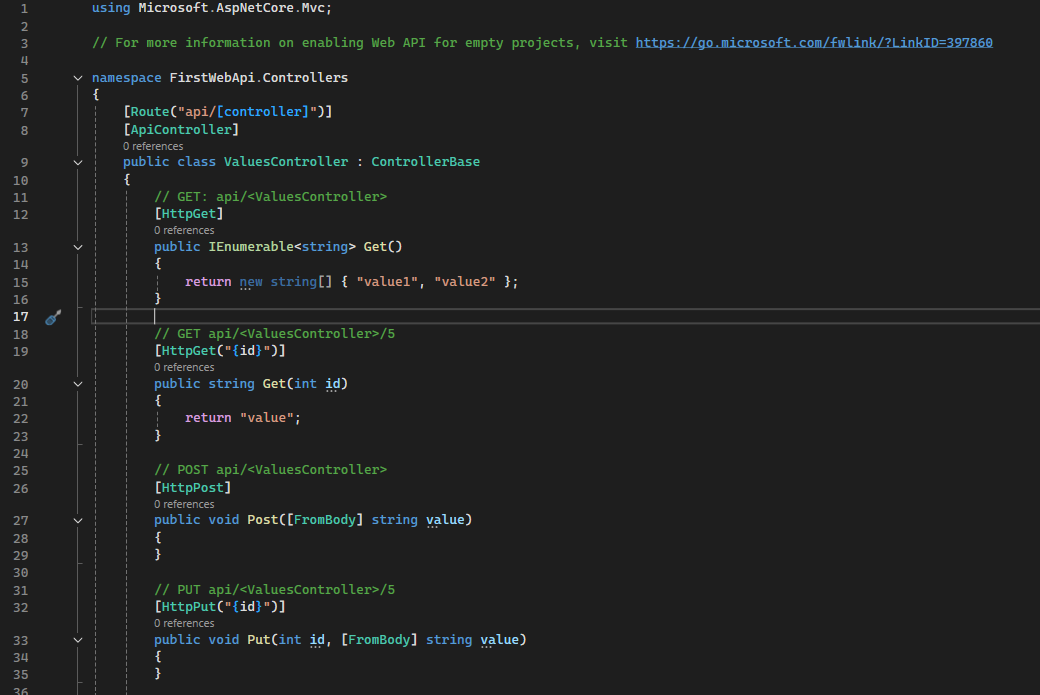 1 using Microsoft.AspNetCore.Mvc;
2
3 // For more information on enabling Web API for empty projects, visit https://go.microsoft.com/fwlink/?LinkID=397860
4
5 namespace FirstWebApi.Controllers
6 {
7 [Route("api/[controller]")]
8 [ApiController]
0 references
9 public class ValuesController : ControllerBase
10 {
11 // GET: api/<ValuesController>
12 [HttpGet]
0 references
13 public IEnumerable<string> Get()
14 {
15 return new string[] { "value1", "value2" };
16 }
17
18 // GET api/<ValuesController>/5
19 [HttpGet("{id}")]
0 references
20 public string Get(int id)
21 {
22 return "value";
23 }
24
25 // POST api/<ValuesController>
26 [HttpPost]
0 references
27 public void Post([FromBody] string value)
28 {
29 }
30
31 // PUT api/<ValuesController>/5
32 [HttpPut("{id}")]
0 references
33 public void Put(int id, [FromBody] string value)
34 {
35 }
36